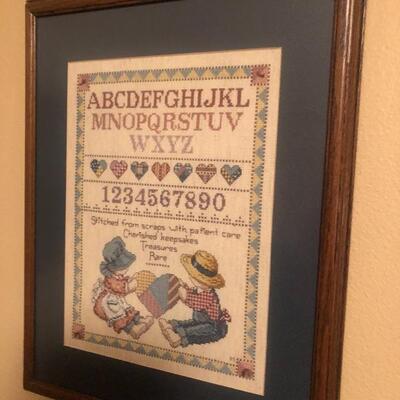 ABCDEFGHIJKL
MNOPQRSTUV
WXYZ
1234567890
Stitched from scraps with patient care
Cherished keepsakes
Treasures
Rare